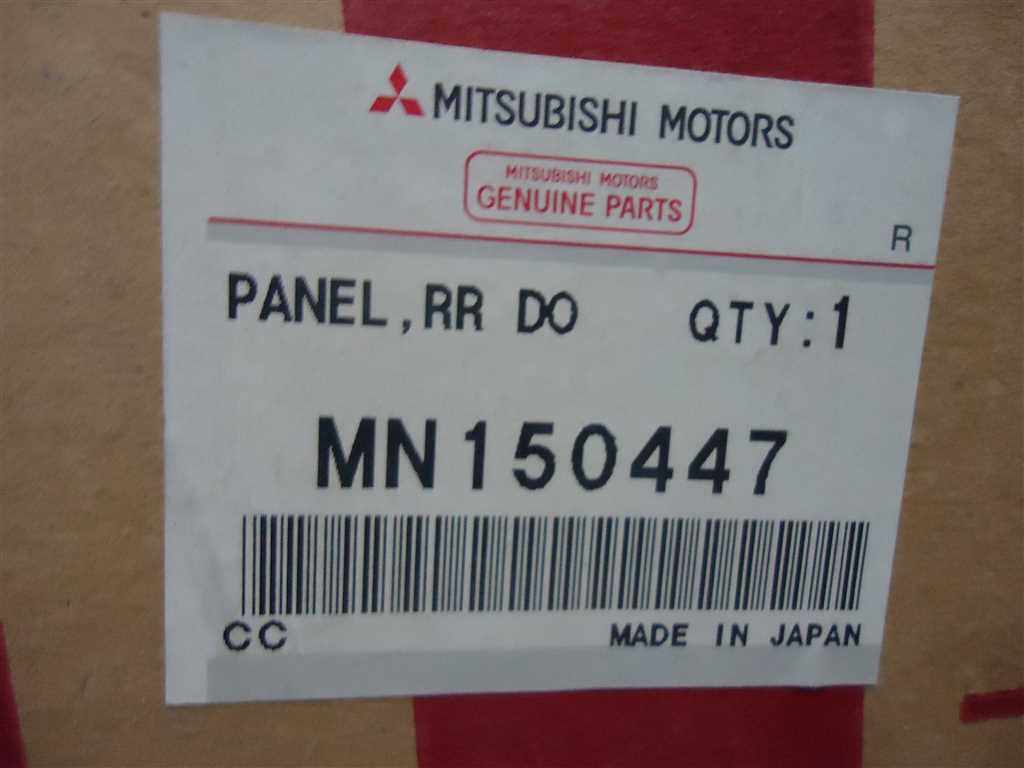 MITSUBISHI MOTORS
MITSUBISHI MOTORS
GENUINE PARTS
R
PANEL,RR DO QTY:1
MN150447
CC MADE IN JAPAN